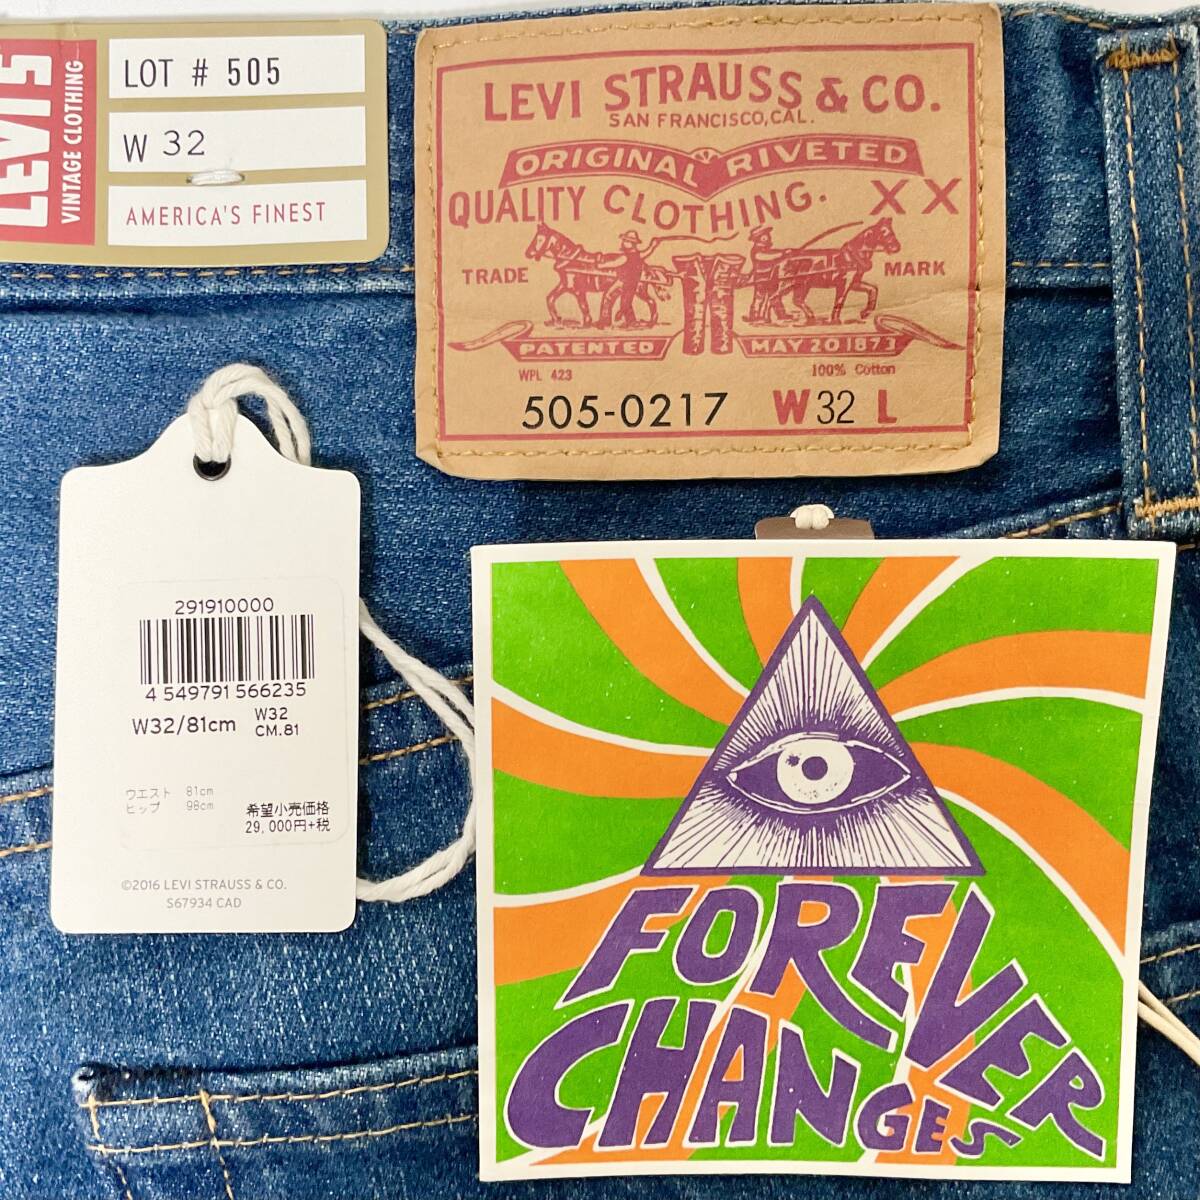 LEVI'S
VINTAGE CLOTHING
LOT # 505
W 32
AMERICA'S FINEST
LEVI STRAUSS & CO.
SAN FRANCISCO, CAL.
ORIGINAL RIVETED
QUALITY CLOTHING. XX
TRADE MARK
PATENTED MAY 20 1873
WPL 423 100% Cotton
505-0217 W 32 L
291910000
4 549791 566235
W32/81cm W32
CM.81
ウエスト 81cm
ヒップ 98cm
希望小売価格
29,000円+税
©2016 LEVI STRAUSS & CO.
S67934 CAD
FOREVER
CHANGES